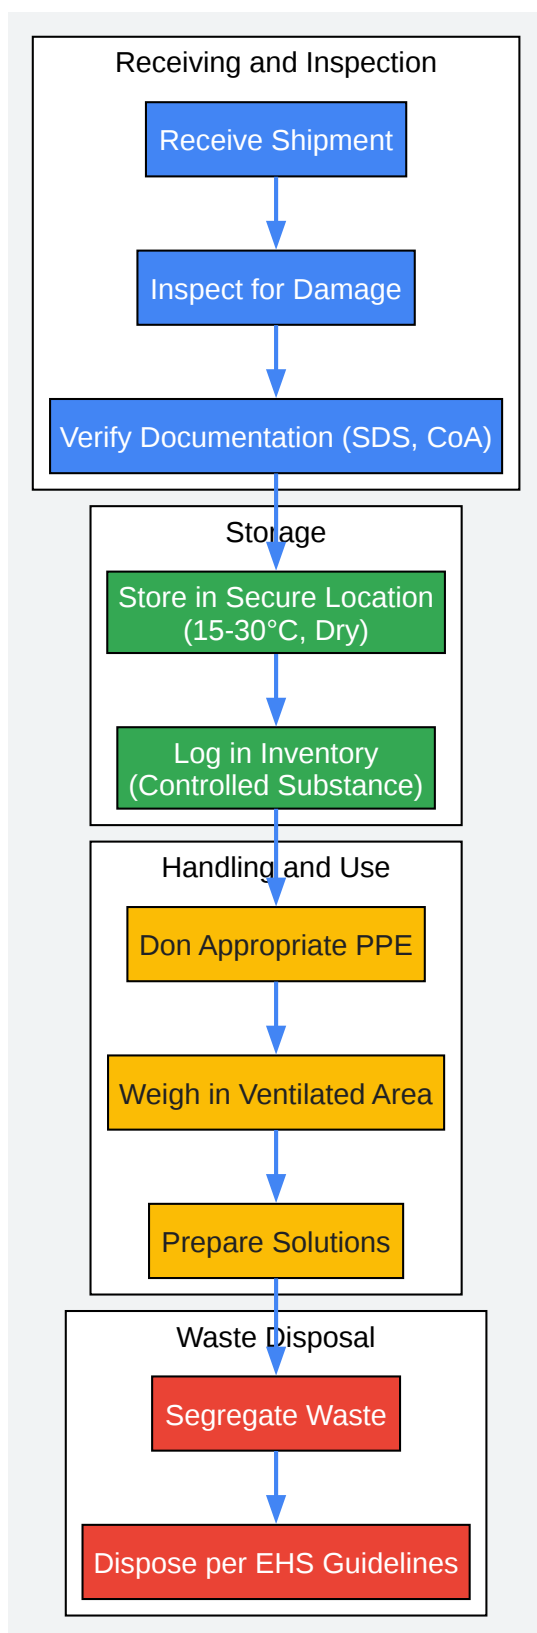 Receiving and Inspection
Receive Shipment
Inspect for Damage
Verify Documentation (SDS, CoA)
Storage
Store in Secure Location
(15-30°C, Dry)
Log in Inventory
(Controlled Substance)
Handling and Use
Don Appropriate PPE
Weigh in Ventilated Area
Prepare Solutions
Waste Disposal
Segregate Waste
Dispose per EHS Guidelines